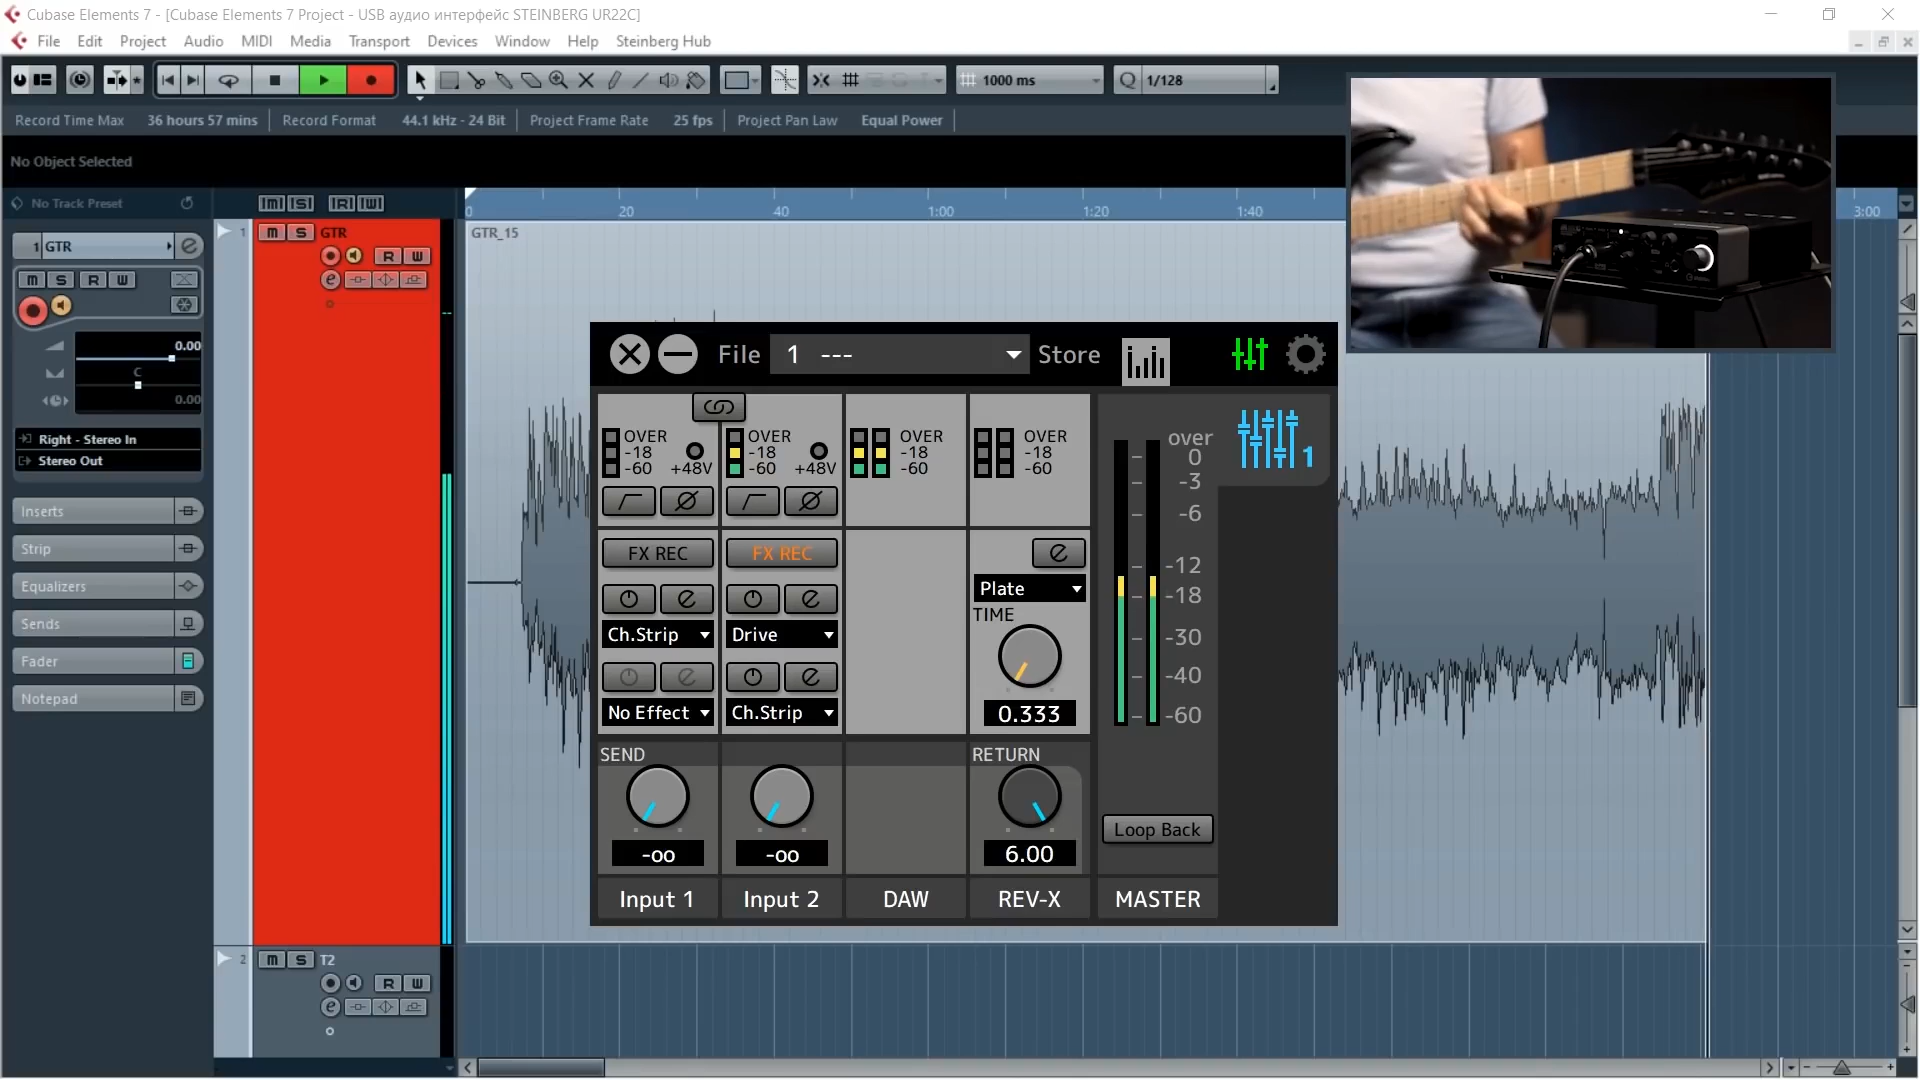 Cubase Elements 7 - [Cubase Elements 7 Project - USB аудио интерфейс STEINBERG UR22C]
File Edit Project Audio MIDI Media Transport Devices Window Help Steinberg Hub
1000 ms Q 1/128
Record Time Max 36 hours 57 mins Record Format 44.1 kHz - 24 Bit Project Frame Rate 25 fps Project Pan Law Equal Power
No Object Selected
No Track Preset
M S R W
0 20 40 1:00 1:20 1:40 3:00
1 GTR e
1 M S GTR
GTR_15
R W
e
M S R W
0.00
C
0.00
Right - Stereo In
Stereo Out
Inserts
Strip
Equalizers
Sends
Fader
Notepad
2 M S T2
R W
e
File 1 --- Store
OVER OVER OVER OVER
-18 -18 -18 -18
-60 +48V -60 +48V -60 -60
FX REC FX REC
Plate
Ch.Strip Drive
TIME
No Effect Ch.Strip 0.333
over
0
-3
-6
-12
-18
-30
-40
-60
1
SEND RETURN
-oo -oo 6.00
Loop Back
Input 1 Input 2 DAW REV-X MASTER